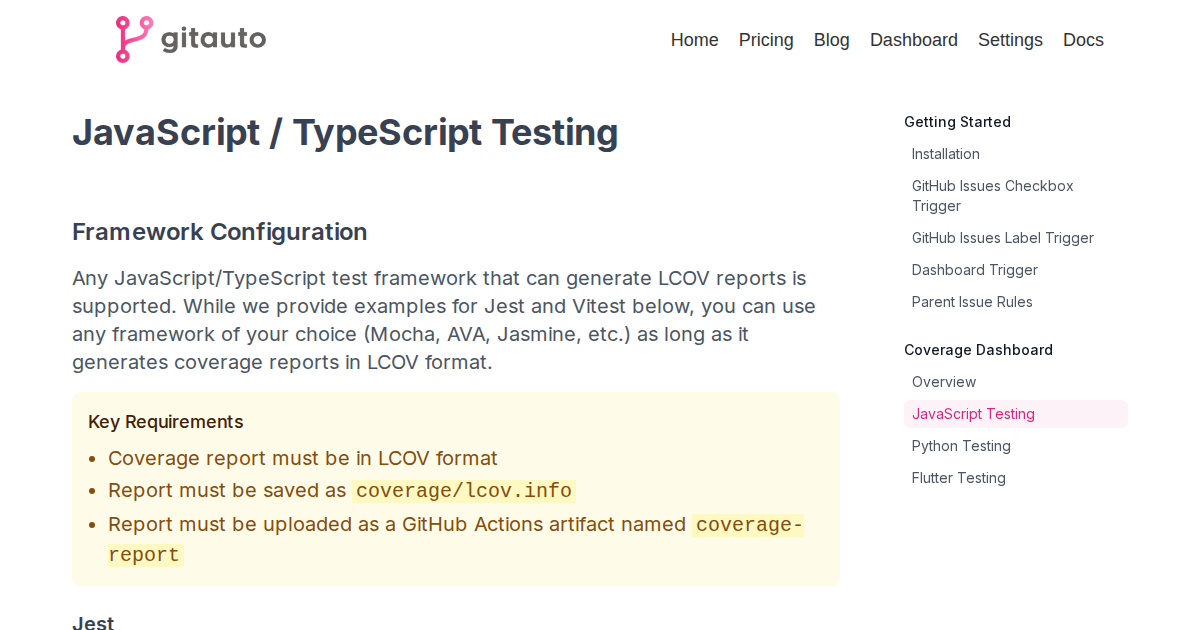 gitauto
Home Pricing Blog Dashboard Settings Docs
JavaScript / TypeScript Testing
Framework Configuration
Any JavaScript/TypeScript test framework that can generate LCOV reports is
supported. While we provide examples for Jest and Vitest below, you can use
any framework of your choice (Mocha, AVA, Jasmine, etc.) as long as it
generates coverage reports in LCOV format.
Key Requirements
• Coverage report must be in LCOV format
• Report must be saved as coverage/lcov.info
• Report must be uploaded as a GitHub Actions artifact named coverage-
report
Jest
Getting Started
Installation
GitHub Issues Checkbox
Trigger
GitHub Issues Label Trigger
Dashboard Trigger
Parent Issue Rules
Coverage Dashboard
Overview
JavaScript Testing
Python Testing
Flutter Testing